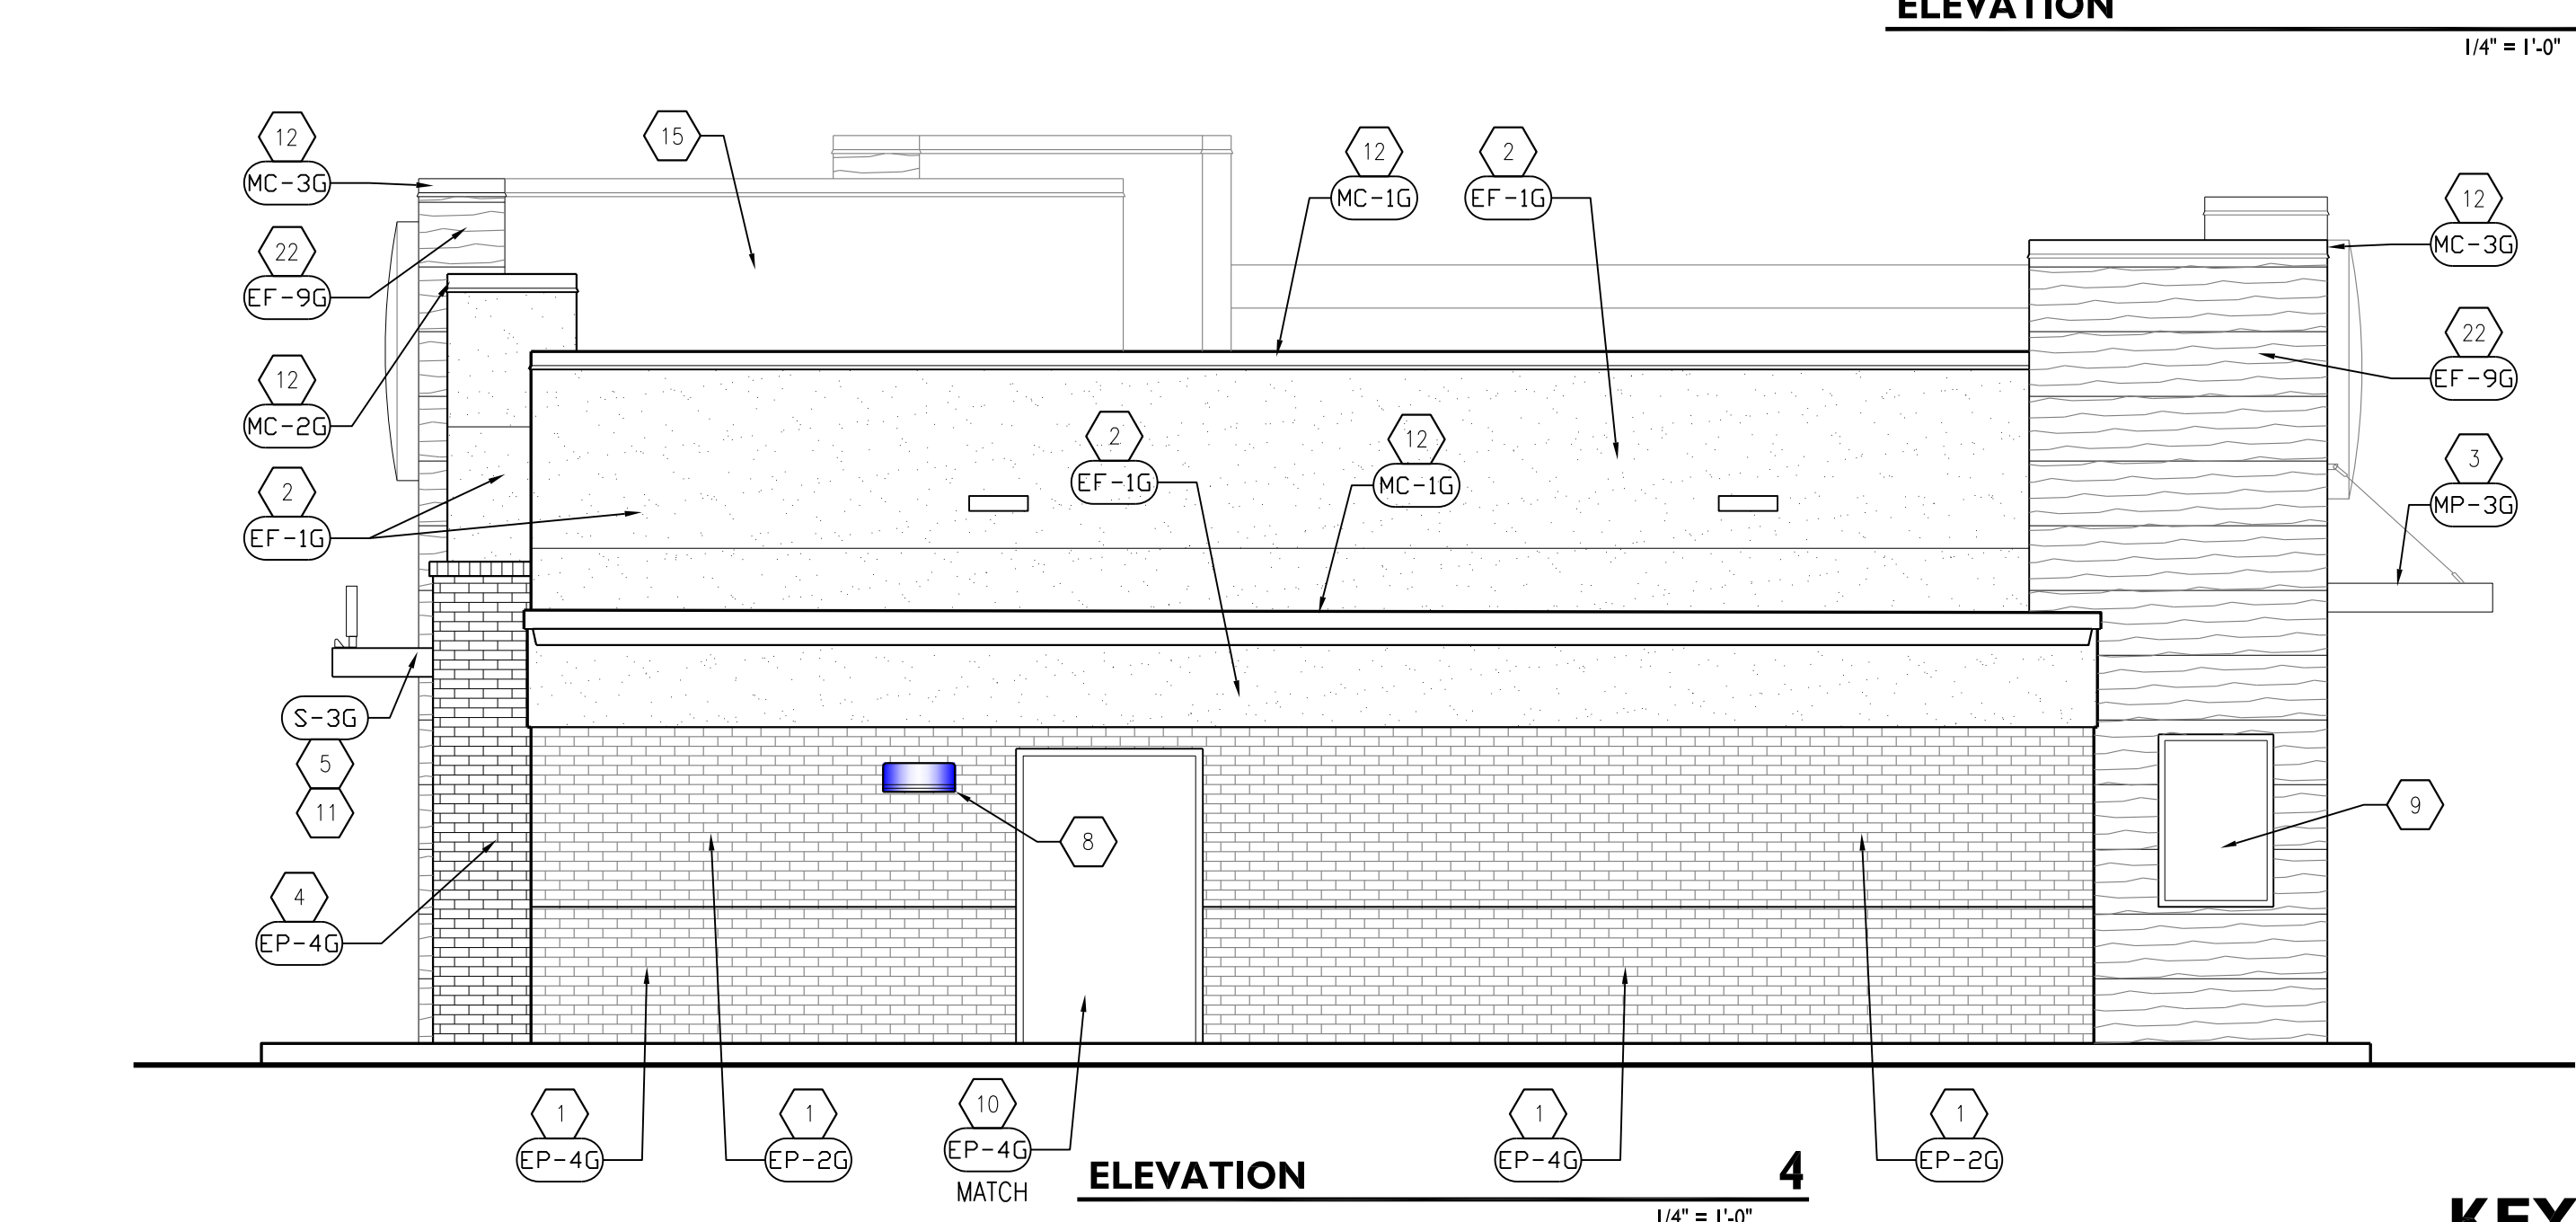 ELEVATION
1/4" = 1'-0"
12
MC-3G
15
12
MC-1G
2
EF-1G
12
MC-3G
22
EF-9G
22
EF-9G
12
MC-2G
2
EF-1G
12
MC-1G
3
MP-3G
2
EF-1G
S-3G
5
11
8
9
4
EP-4G
1
EP-4G
1
EP-2G
10
EP-4G
MATCH
1
EP-4G
1
EP-2G
ELEVATION 4
1/4" = 1'-0"
KEY